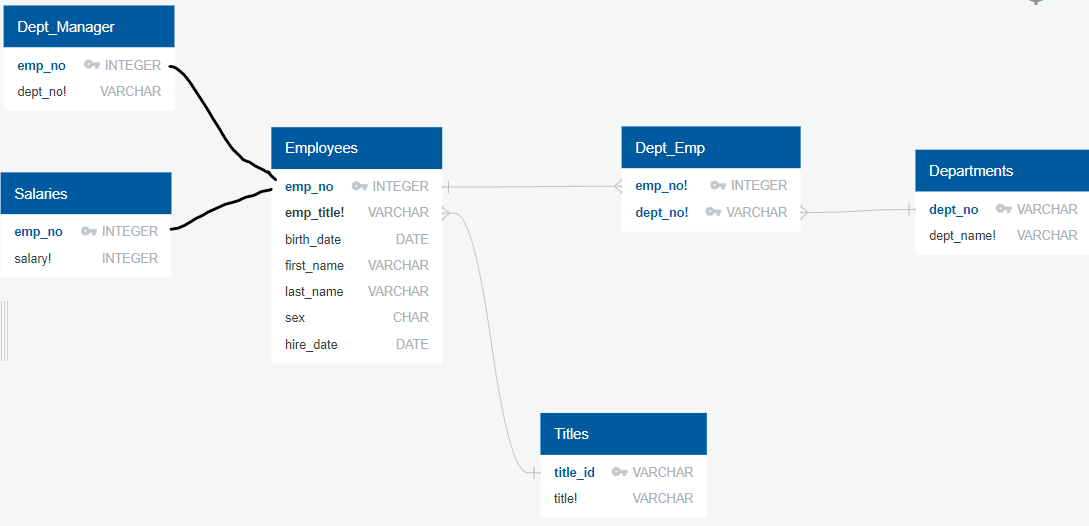 Dept_Manager
emp_no INTEGER
dept_no! VARCHAR
Salaries
emp_no INTEGER
salary! INTEGER
Employees
emp_no INTEGER
emp_title! VARCHAR
birth_date DATE
first_name VARCHAR
last_name VARCHAR
sex CHAR
hire_date DATE
Dept_Emp
emp_no! INTEGER
dept_no! VARCHAR
Departments
dept_no VARCHAR
dept_name! VARCHAR
Titles
title_id VARCHAR
title! VARCHAR